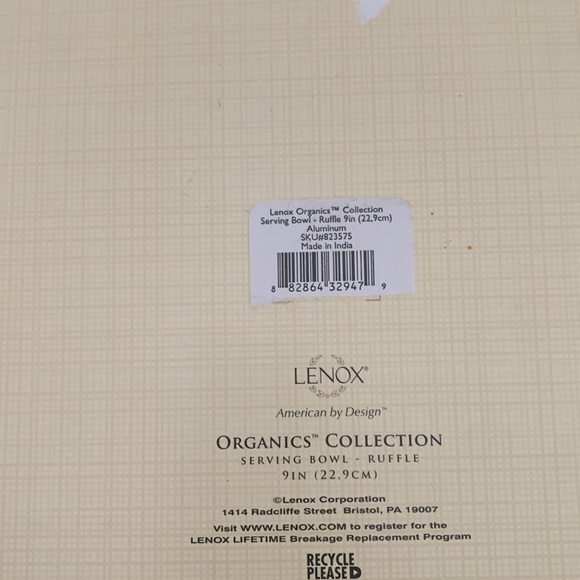 Lenox Organics™ Collection
Serving Bowl - Ruffle 9in (22,9cm)
Aluminum
SKU#823575
Made in India
8 82864 32947 9
LENOX®
American by Design™
ORGANICS™ COLLECTION
SERVING BOWL - RUFFLE
9IN (22,9CM)
©Lenox Corporation
1414 Radcliffe Street Bristol, PA 19007
Visit WWW.LENOX.COM to register for the
LENOX LIFETIME Breakage Replacement Program
RECYCLE
PLEASE